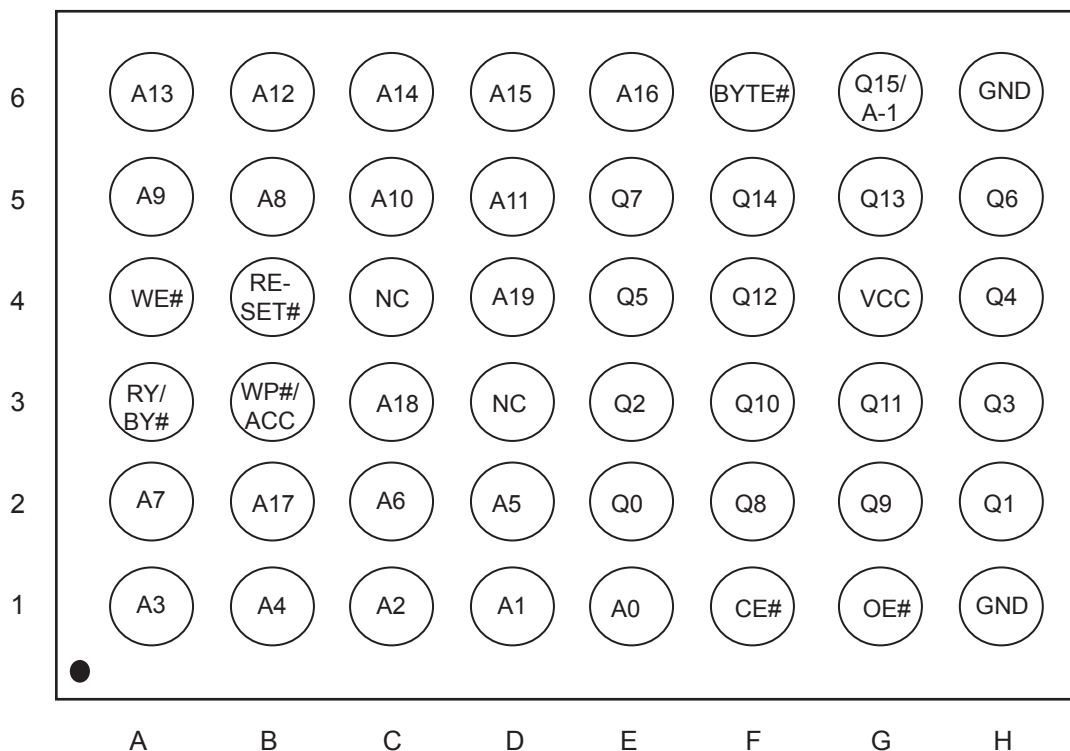 6 A13 A12 A14 A15 A16 BYTE# Q15/ A-1 GND
5 A9 A8 A10 A11 Q7 Q14 Q13 Q6
4 WE# RE- SET# NC A19 Q5 Q12 VCC Q4
3 RY/ BY# WP#/ ACC A18 NC Q2 Q10 Q11 Q3
2 A7 A17 A6 A5 Q0 Q8 Q9 Q1
1 A3 A4 A2 A1 A0 CE# OE# GND
A B C D E F G H